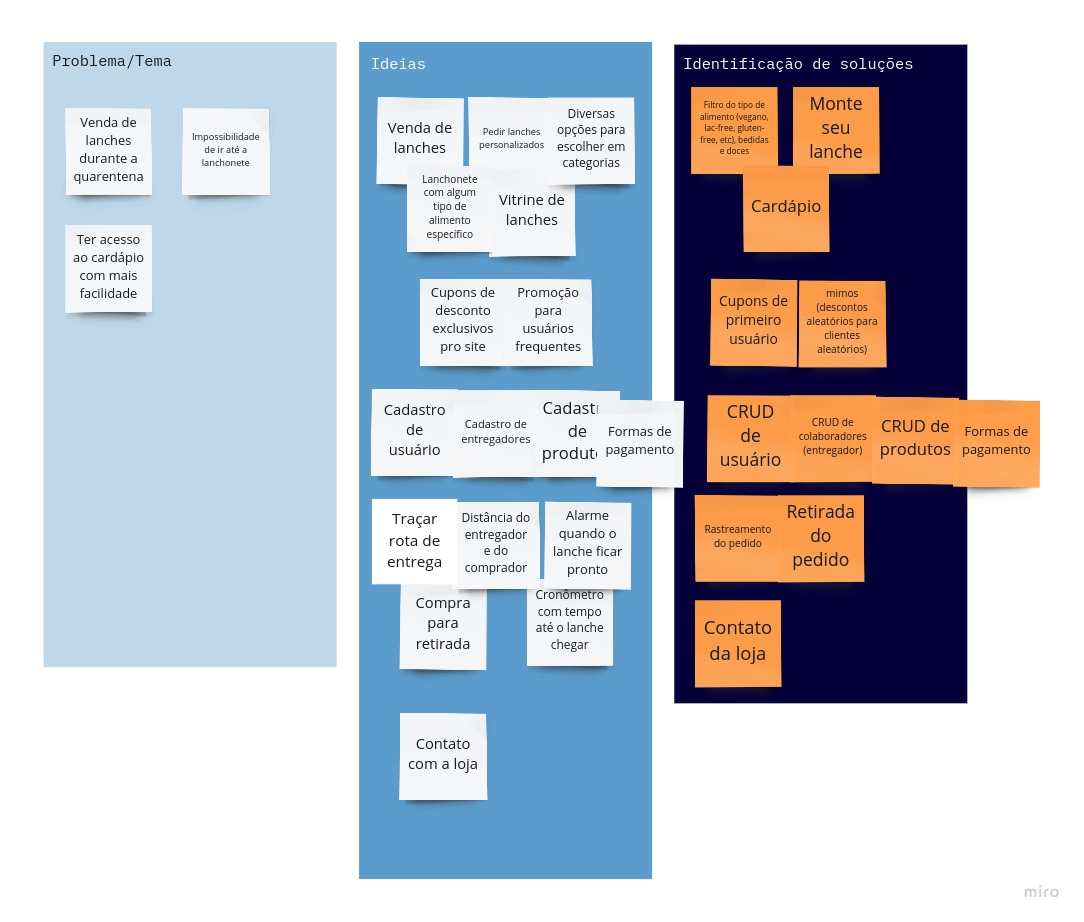 Problema/Tema
Venda de
lanches
durante a
quarentena
Impossibilidade
de ir até a
lanchonete
Ter acesso
ao cardápio
com mais
facilidade
Ideias
Venda de
lanches
Pedir lanches
personalizados
Diversas
opções para
escolher em
categorias
Lanchonete
com algum
tipo de
alimento
específico
Vitrine de
lanches
Cupons de
desconto
exclusivos
pro site
Promoção
para
usuários
frequentes
Cadastro
de
usuário
Cadastro de
entregadores
Cadastr
de
produto
Formas de
pagamento
Traçar
rota de
entrega
Distância do
entregador
e do
comprador
Alarme
quando o
lanche ficar
pronto
Compra
para
retirada
Cronômetro
com tempo
até o lanche
chegar
Contato
com a loja
Identificação de soluções
Filtro do tipo de
alimento (vegano,
lac-free, gluten-
free, etc), bedidas
e doces
Monte
seu
lanche
Cardápio
Cupons de
primeiro
usuário
mimos
(descontos
aleatórios para
clientes
aleatórios)
CRUD
de
usuário
CRUD de
colaboradores
(entregador)
CRUD de
produtos
Formas de
pagamento
Rastreamento
do pedido
Retirada
do
pedido
Contato
da loja
miro